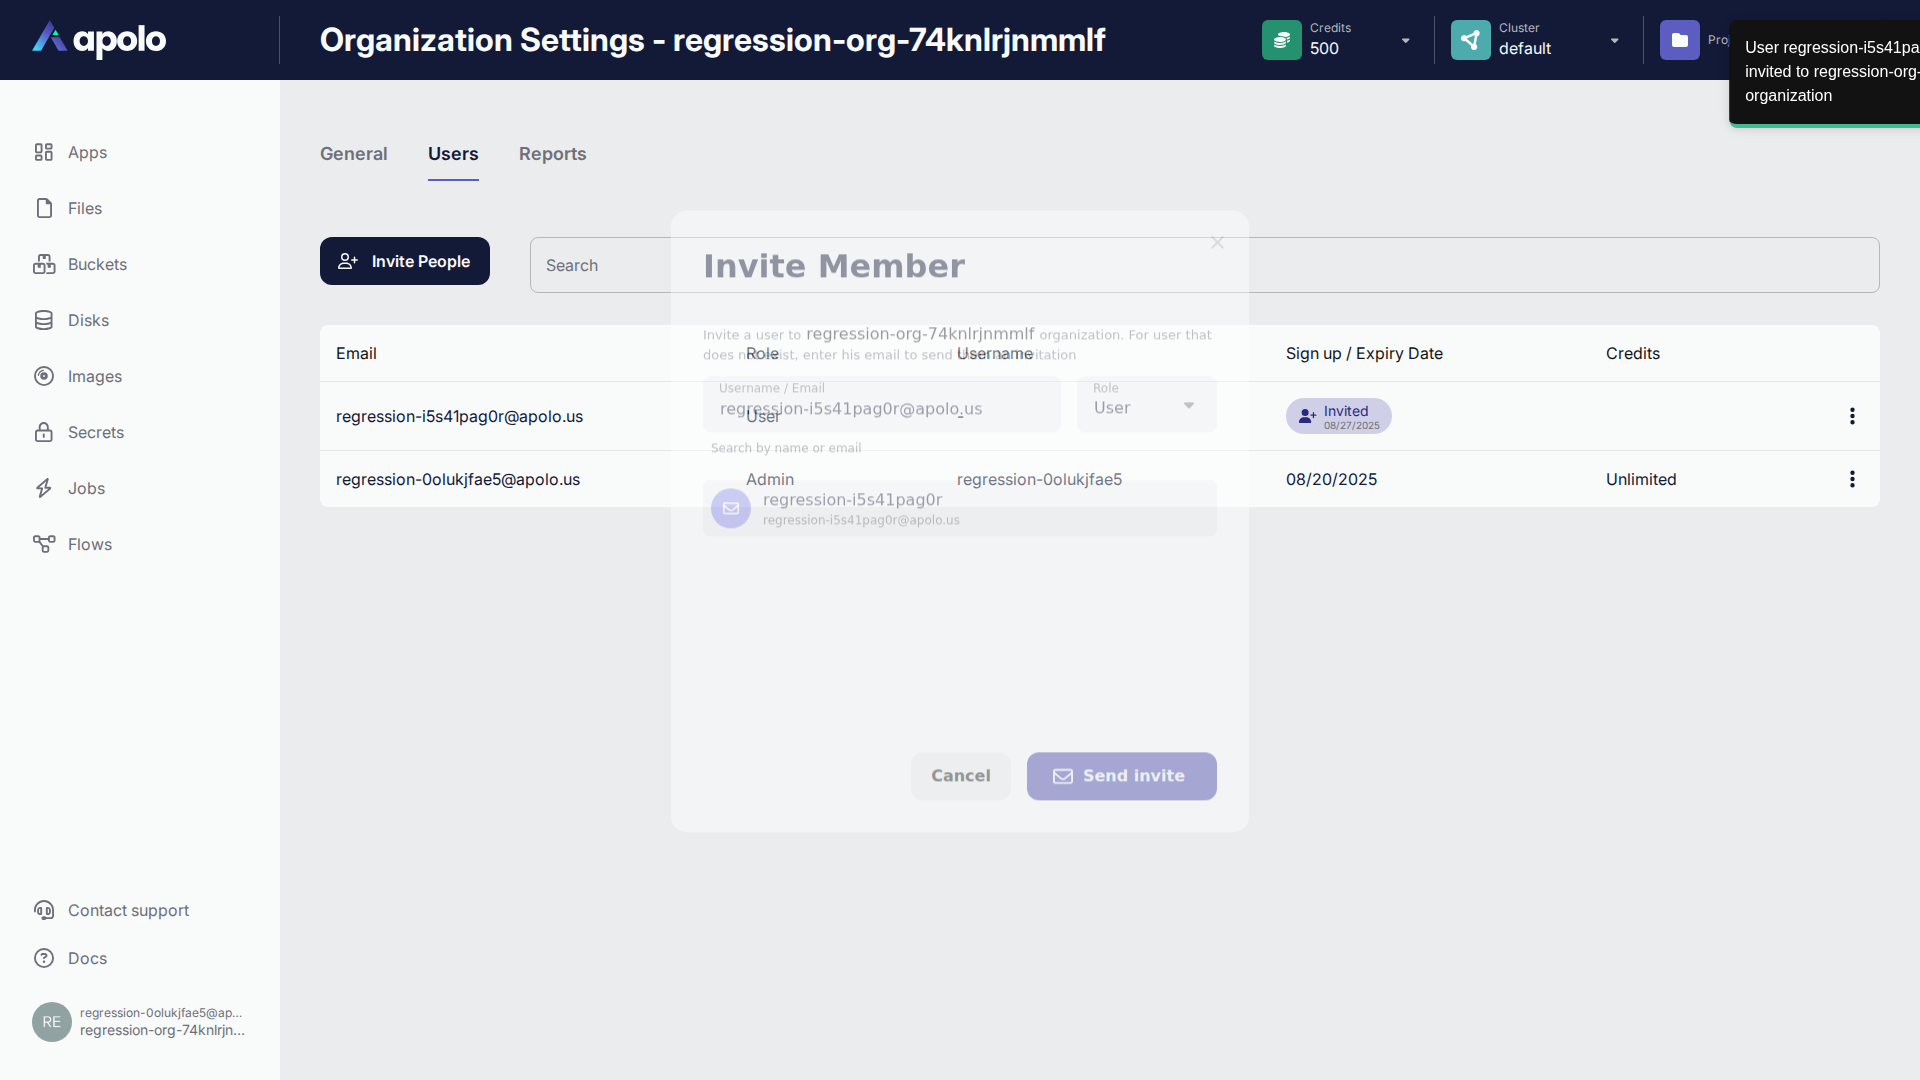 apolo
Organization Settings - regression-org-74knlrjnmmlf
Credits
500
Cluster
default
User regression-i5s41pa
invited to regression-org-
organization
Apps
Files
Buckets
Disks
Images
Secrets
Jobs
Flows
Contact support
Docs
RE
regression-0olukjfae5@ap...
regression-org-74knlrjn...
General
Users
Reports
Invite People
Search
Email
Role
Username
Sign up / Expiry Date
Credits
regression-i5s41pag0r@apolo.us
User
-
Invited
08/27/2025
regression-0olukjfae5@apolo.us
Admin
regression-0olukjfae5
08/20/2025
Unlimited
Invite Member
Invite a user to regression-org-74knlrjnmmlf organization. For user that
does not exist, enter his email to send them an invitation
Username / Email
regression-i5s41pag0r@apolo.us
Role
User
Search by name or email
regression-i5s41pag0r
regression-i5s41pag0r@apolo.us
Cancel
Send invite